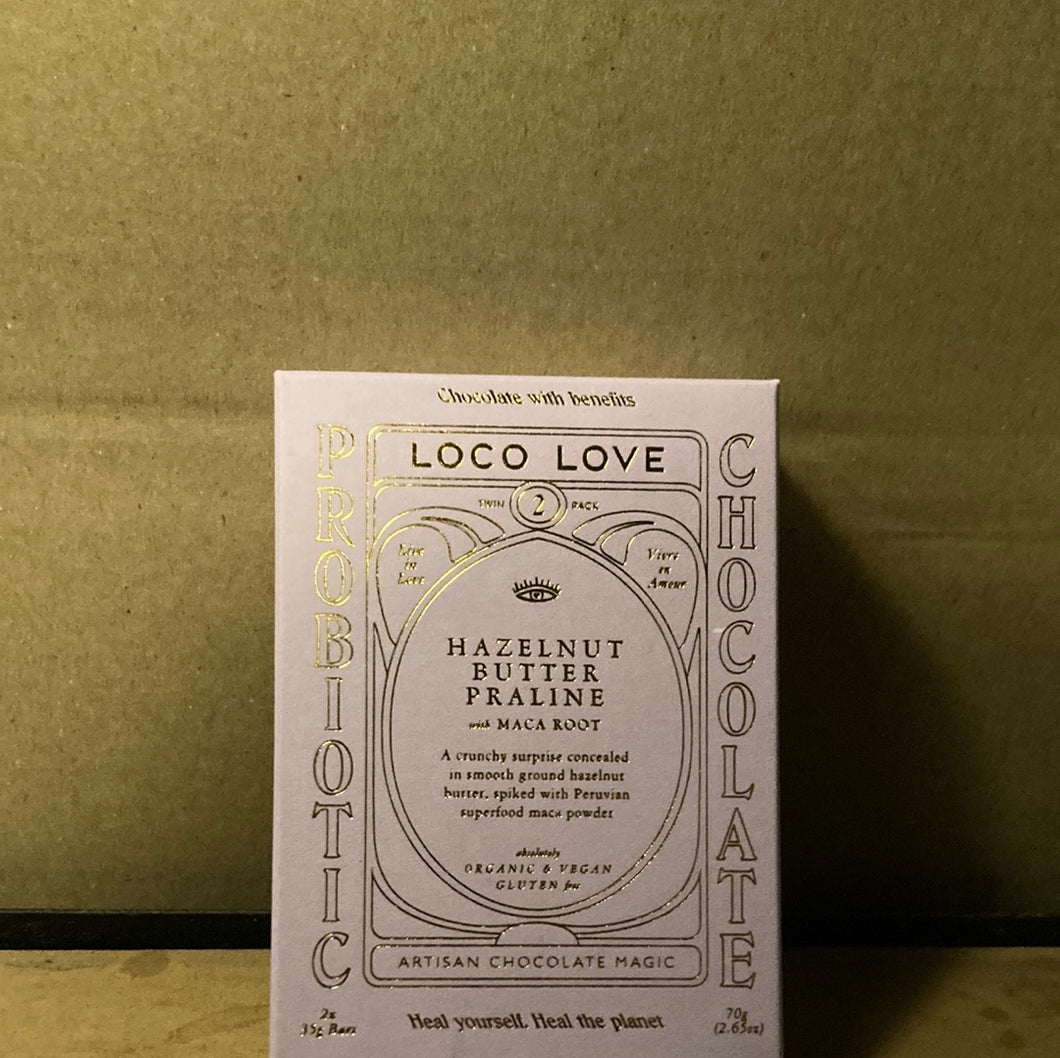 Chocolate with benefits
PROBIOTIC
CHOCOLATE
LOCO LOVE
TWIN 2 PACK
Live
in
Love
Vivre
en
Amour
HAZELNUT
BUTTER
PRALINE
with MACA ROOT
A crunchy surprise concealed
in smooth ground hazelnut
butter, spiked with Peruvian
superfood maca powder
absolutely
ORGANIC & VEGAN
GLUTEN free
ARTISAN CHOCOLATE MAGIC
2x
35g Bars
Heal yourself. Heal the planet
70g
(2.65oz)